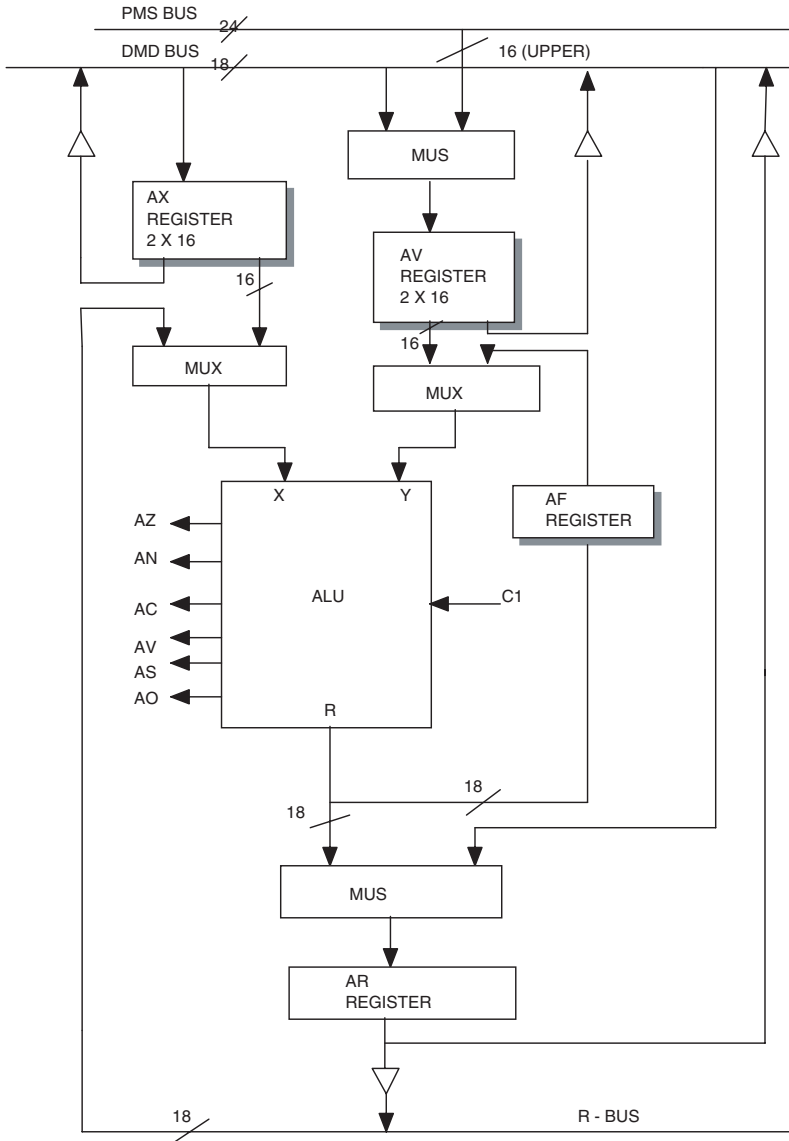 PMS BUS
24
DMD BUS
18
16 (UPPER)
MUS
AX
REGISTER
2 X 16
AV
REGISTER
2 X 16
16
16
MUX
MUX
X
Y
AF
REGISTER
AZ
AN
AC
AV
AS
AO
ALU
C1
R
18
18
MUS
AR
REGISTER
18
R - BUS